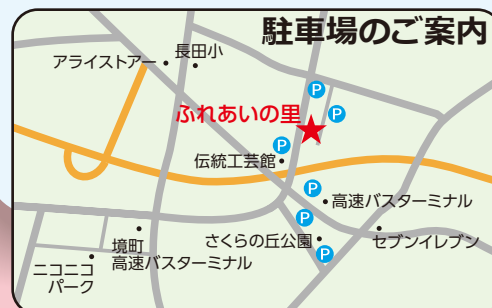 駐車場のご案内
長田小
アライストアー
P
P
ふれあいの里
P
伝統工芸館
P
高速バスターミナル
P
さくらの丘公園
セブンイレブン
P
境町
高速バスターミナル
ニコニコ
パーク